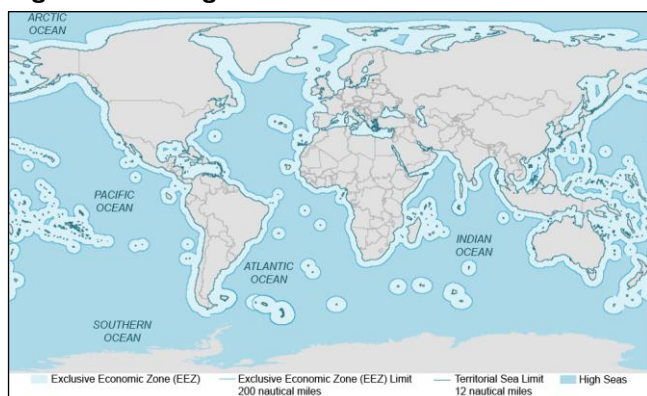 ARCTIC
OCEAN
PACIFIC
OCEAN
ATLANTIC
OCEAN
INDIAN
OCEAN
SOUTHERN
OCEAN
Exclusive Economic Zone (EEZ)
Exclusive Economic Zone (EEZ) Limit
200 nautical miles
Territorial Sea Limit
12 nautical miles
High Seas